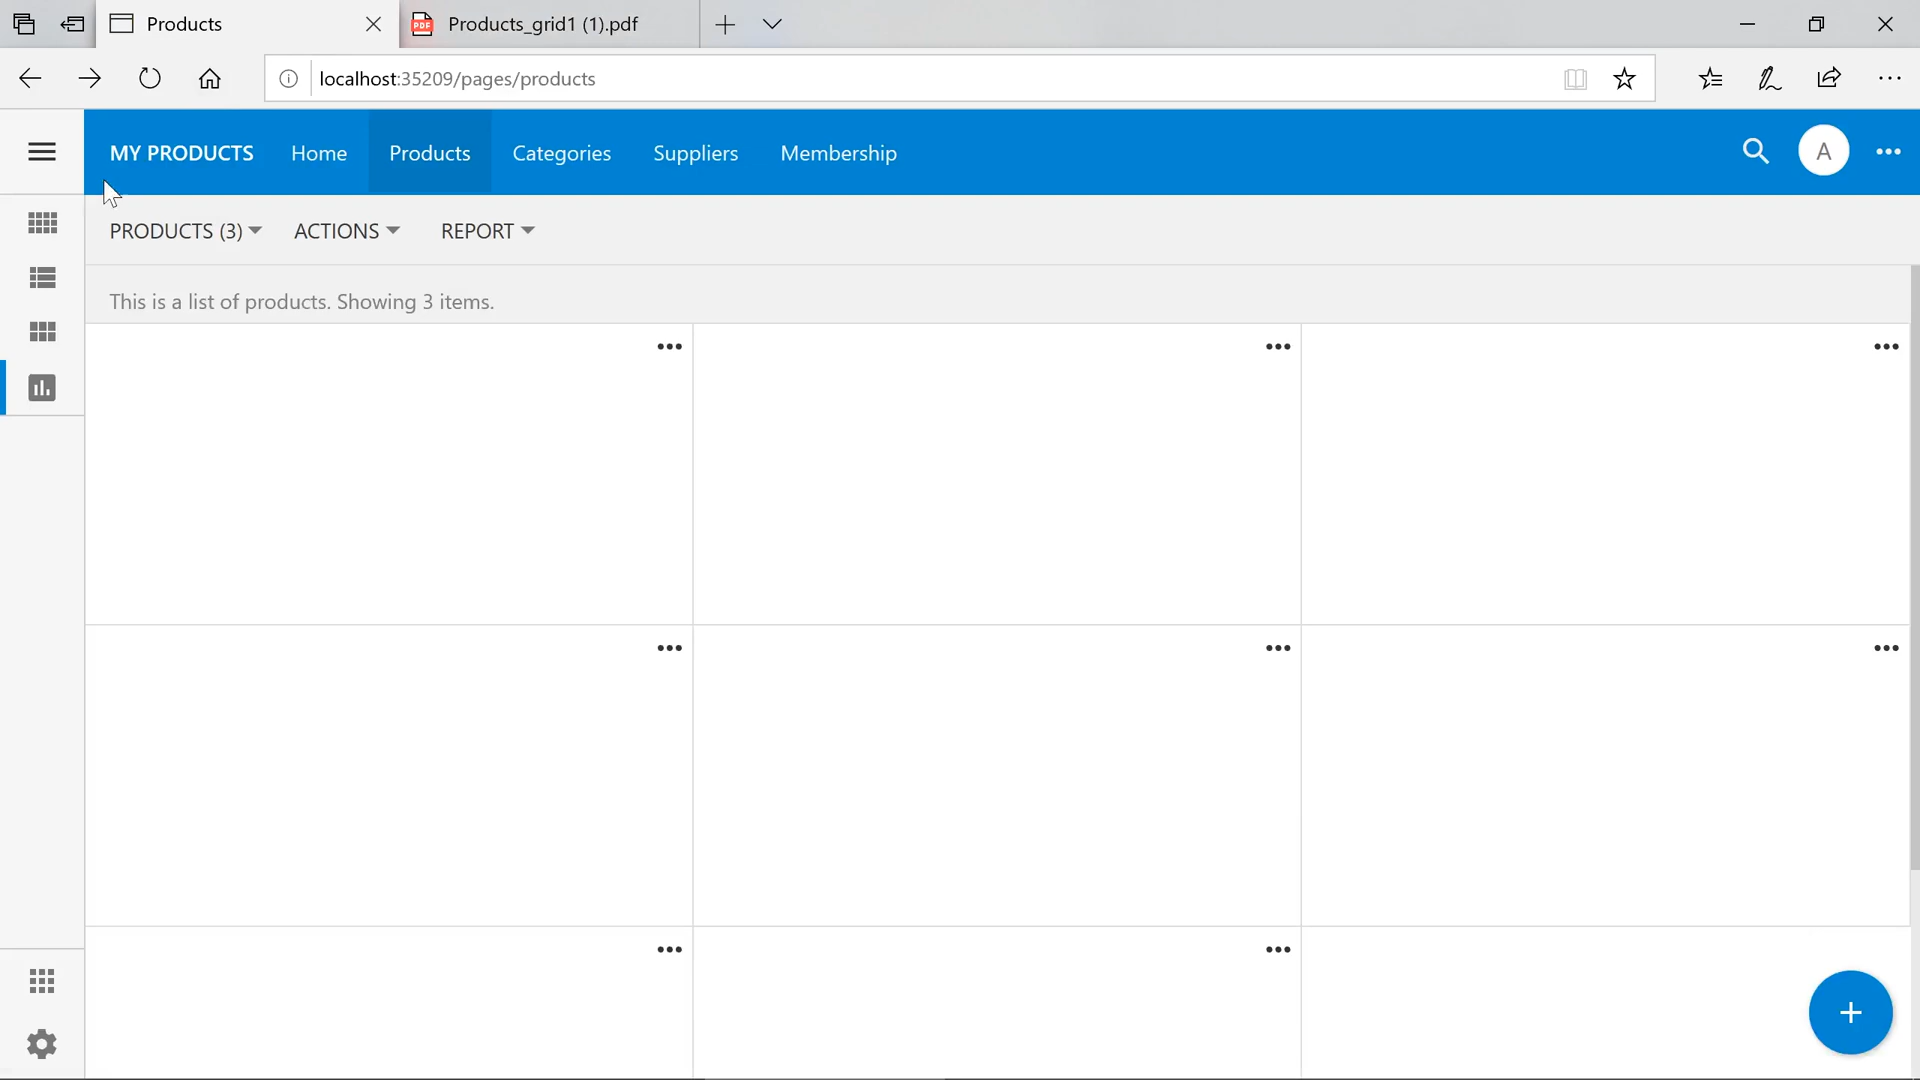 Products
Products_grid1 (1).pdf
localhost:35209/pages/products
MY PRODUCTS Home Products Categories Suppliers Membership
A
PRODUCTS (3) ACTIONS REPORT
This is a list of products. Showing 3 items.